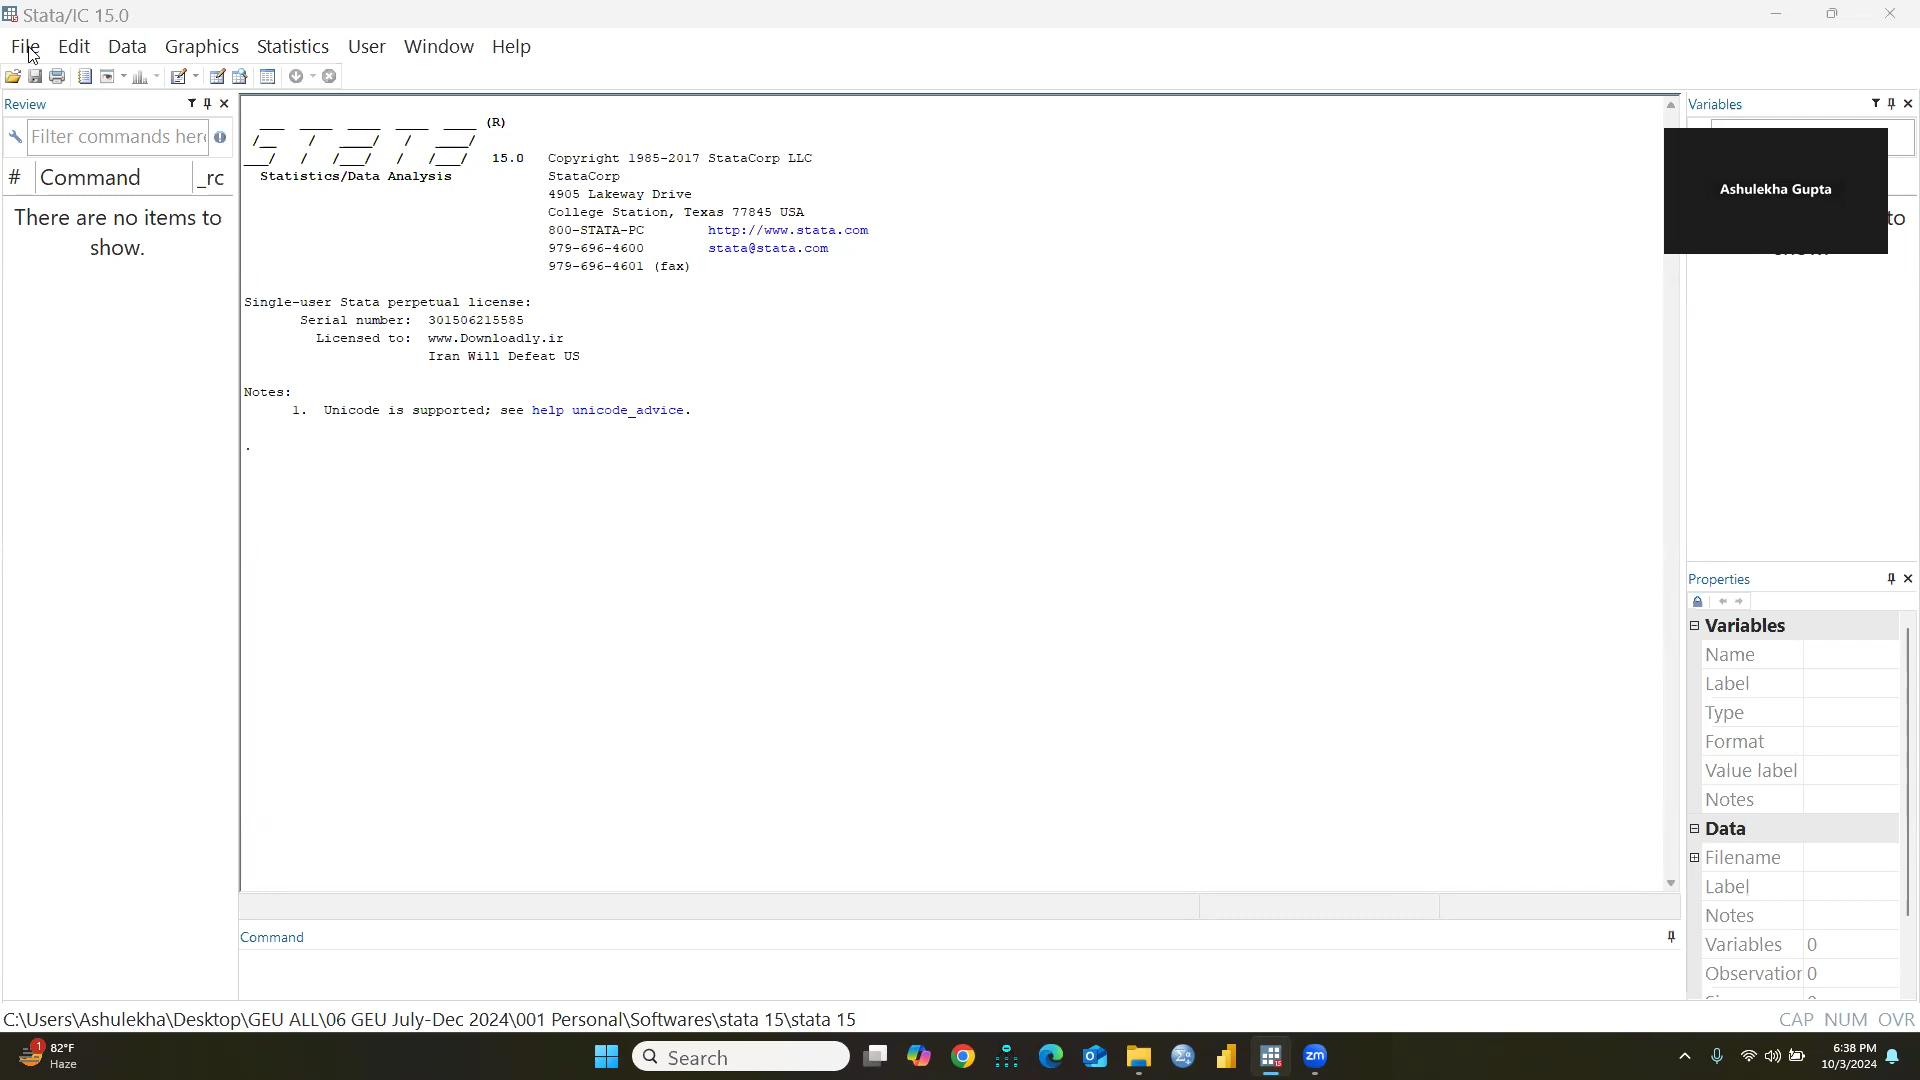 Stata/IC 15.0
File Edit Data Graphics Statistics User Window Help
Review
Filter commands her
# Command _rc
There are no items to
show.
(R)
15.0 Copyright 1985-2017 StataCorp LLC
Statistics/Data Analysis StataCorp
4905 Lakeway Drive
College Station, Texas 77845 USA
800-STATA-PC http://www.stata.com
979-696-4600 stata@stata.com
979-696-4601 (fax)
Single-user Stata perpetual license:
Serial number: 301506215585
Licensed to: www.Downloadly.ir
Iran Will Defeat US
Notes:
1. Unicode is supported; see help unicode_advice.
.
Command
Variables
Ashulekha Gupta
to
Properties
Variables
Name
Label
Type
Format
Value label
Notes
Data
Filename
Label
Notes
Variables 0
Observation 0
C:\Users\Ashulekha\Desktop\GEU ALL\06 GEU July-Dec 2024\001 Personal\Softwares\stata 15\stata 15
CAP NUM OVR
1
82°F
Haze
Search
zm
6:38 PM
10/3/2024